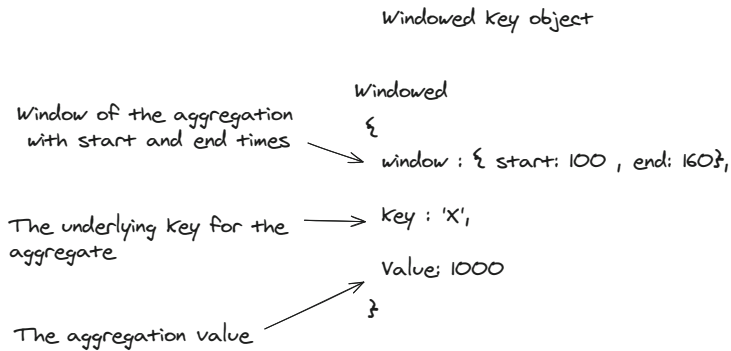 Windowed key object
Windowed
{
Window of the aggregation
with start and end times
window : { start: 100 , end: 160},
The underlying key for the
aggregate
key : 'X',
Value: 1000
}
The aggregation value